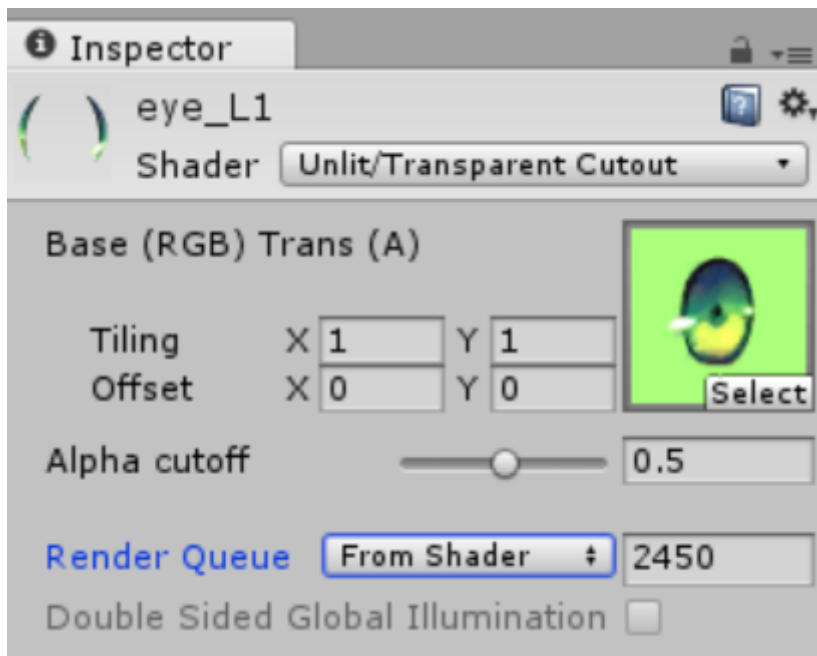 Inspector
eye_L1
Shader Unlit/Transparent Cutout
Base (RGB) Trans (A)
Tiling X 1 Y 1
Offset X 0 Y 0
Select
Alpha cutoff 0.5
Render Queue From Shader 2450
Double Sided Global Illumination